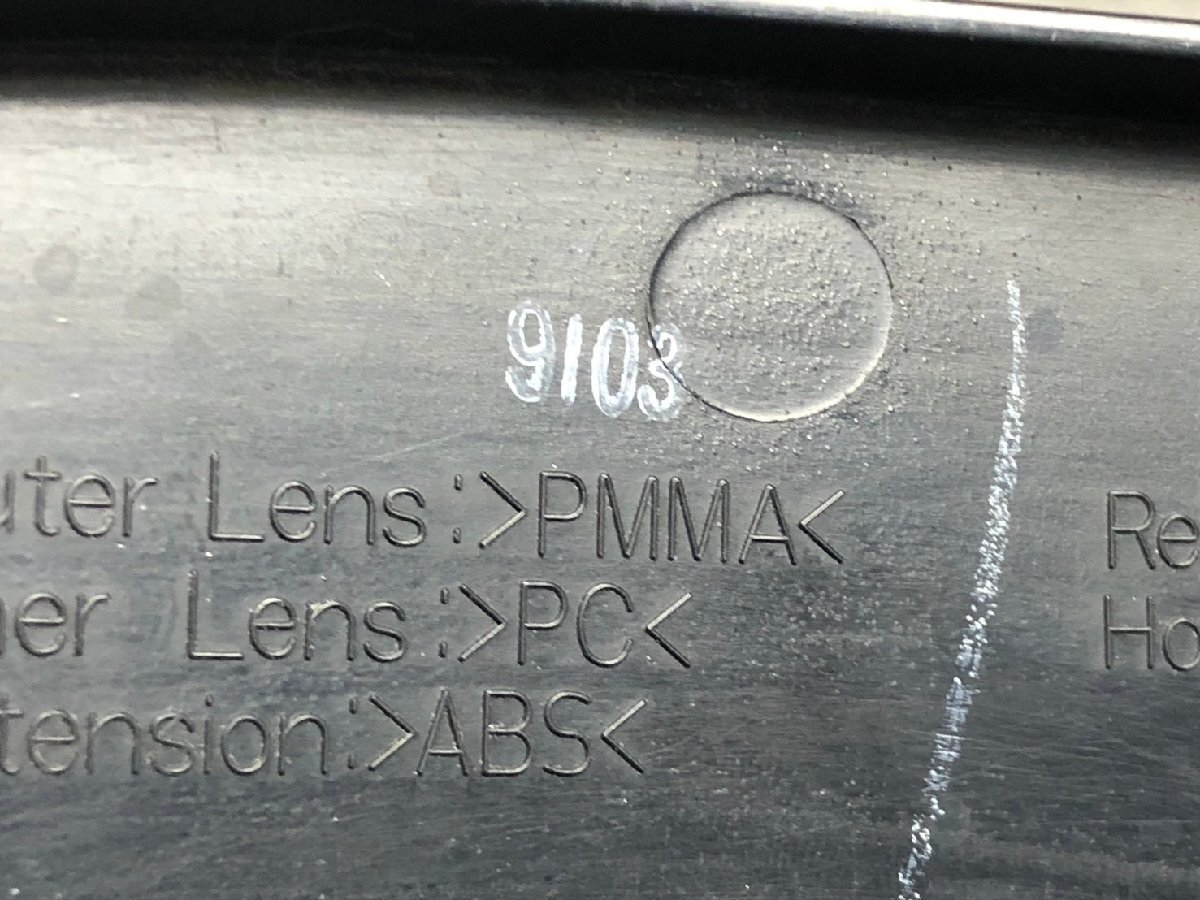 9103
uter Lens:>PMMA< Re
ner Lens:>PC< Ho
tension:>ABS<